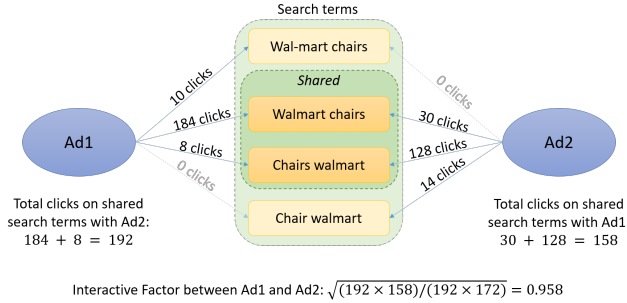 Search terms
Wal-mart chairs
Shared
Walmart chairs
Chairs walmart
Chair walmart
Ad1
10 clicks
184 clicks
8 clicks
0 clicks
Ad2
0 clicks
30 clicks
128 clicks
14 clicks
Total clicks on shared
search terms with Ad2:
184 + 8 = 192
Total clicks on shared
search terms with Ad1
30 + 128 = 158
Interactive Factor between Ad1 and Ad2: √(192 × 158)/(192 × 172) = 0.958